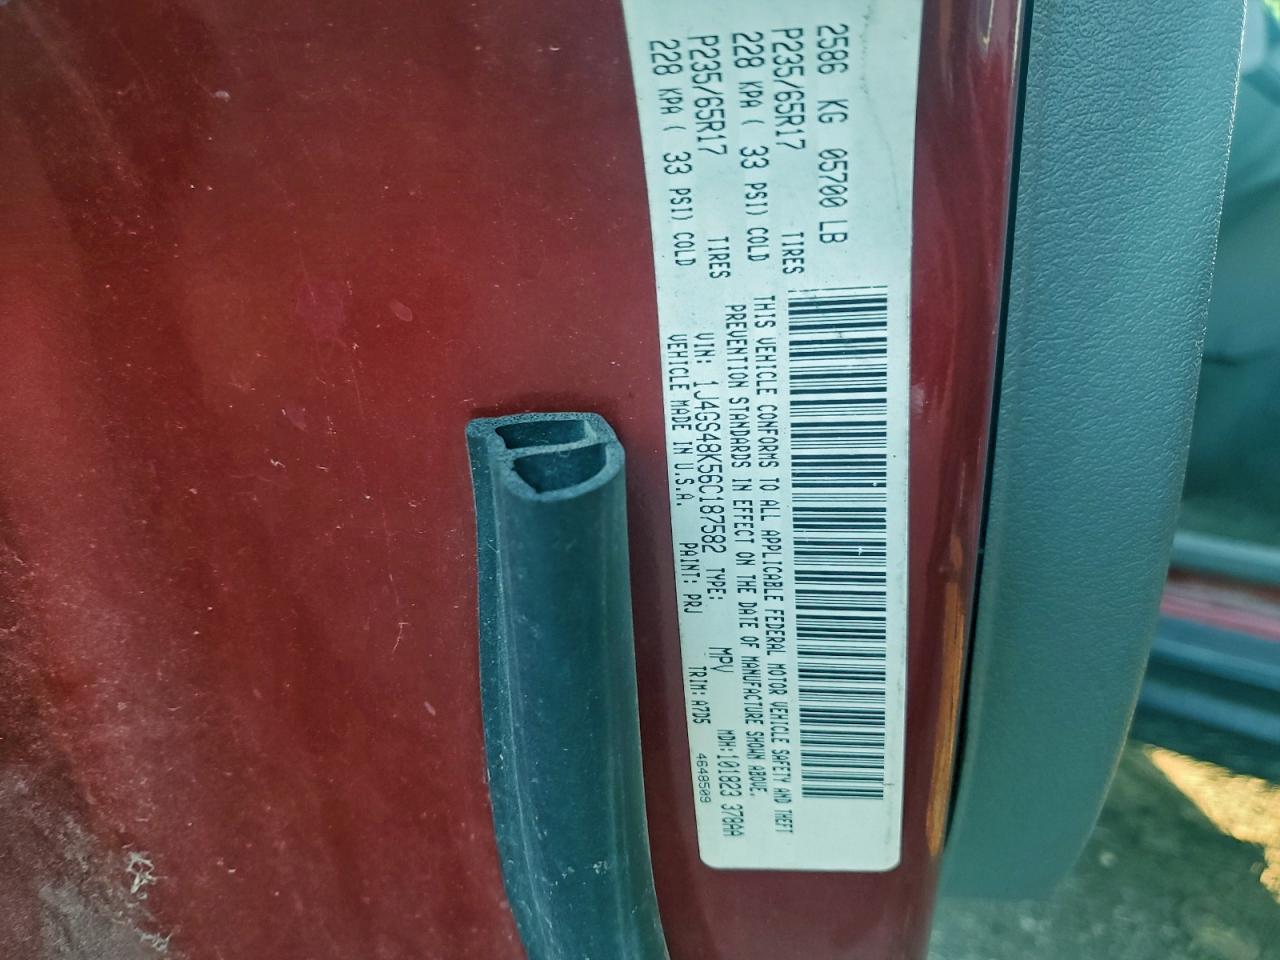 2586 KG 05700 LB
P235/65R17 TIRES
228 KPA ( 33 PSI) COLD
P235/65R17 TIRES
228 KPA ( 33 PSI) COLD
THIS VEHICLE CONFORMS TO ALL APPLICABLE FEDERAL MOTOR VEHICLE SAFETY AND THEFT
PREVENTION STANDARDS IN EFFECT ON THE DATE OF MANUFACTURE SHOWN ABOVE.
VIN: 1J4GS48K56C187582 TYPE: MPV MDH:101823 378AA
VEHICLE MADE IN U.S.A. PAINT: PRJ TRIM: A7D5 4648509